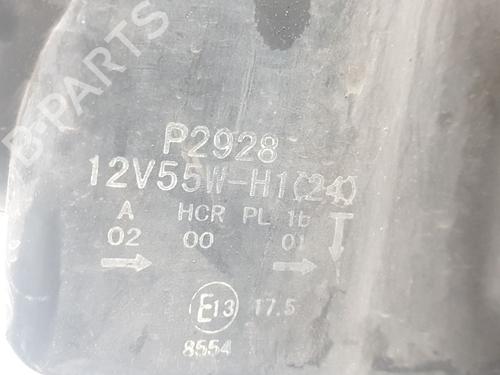 B-PARTS
P2928
12V55W-H1(24)
A HCR PL 1b
02 00 01
E13 17.5
8554